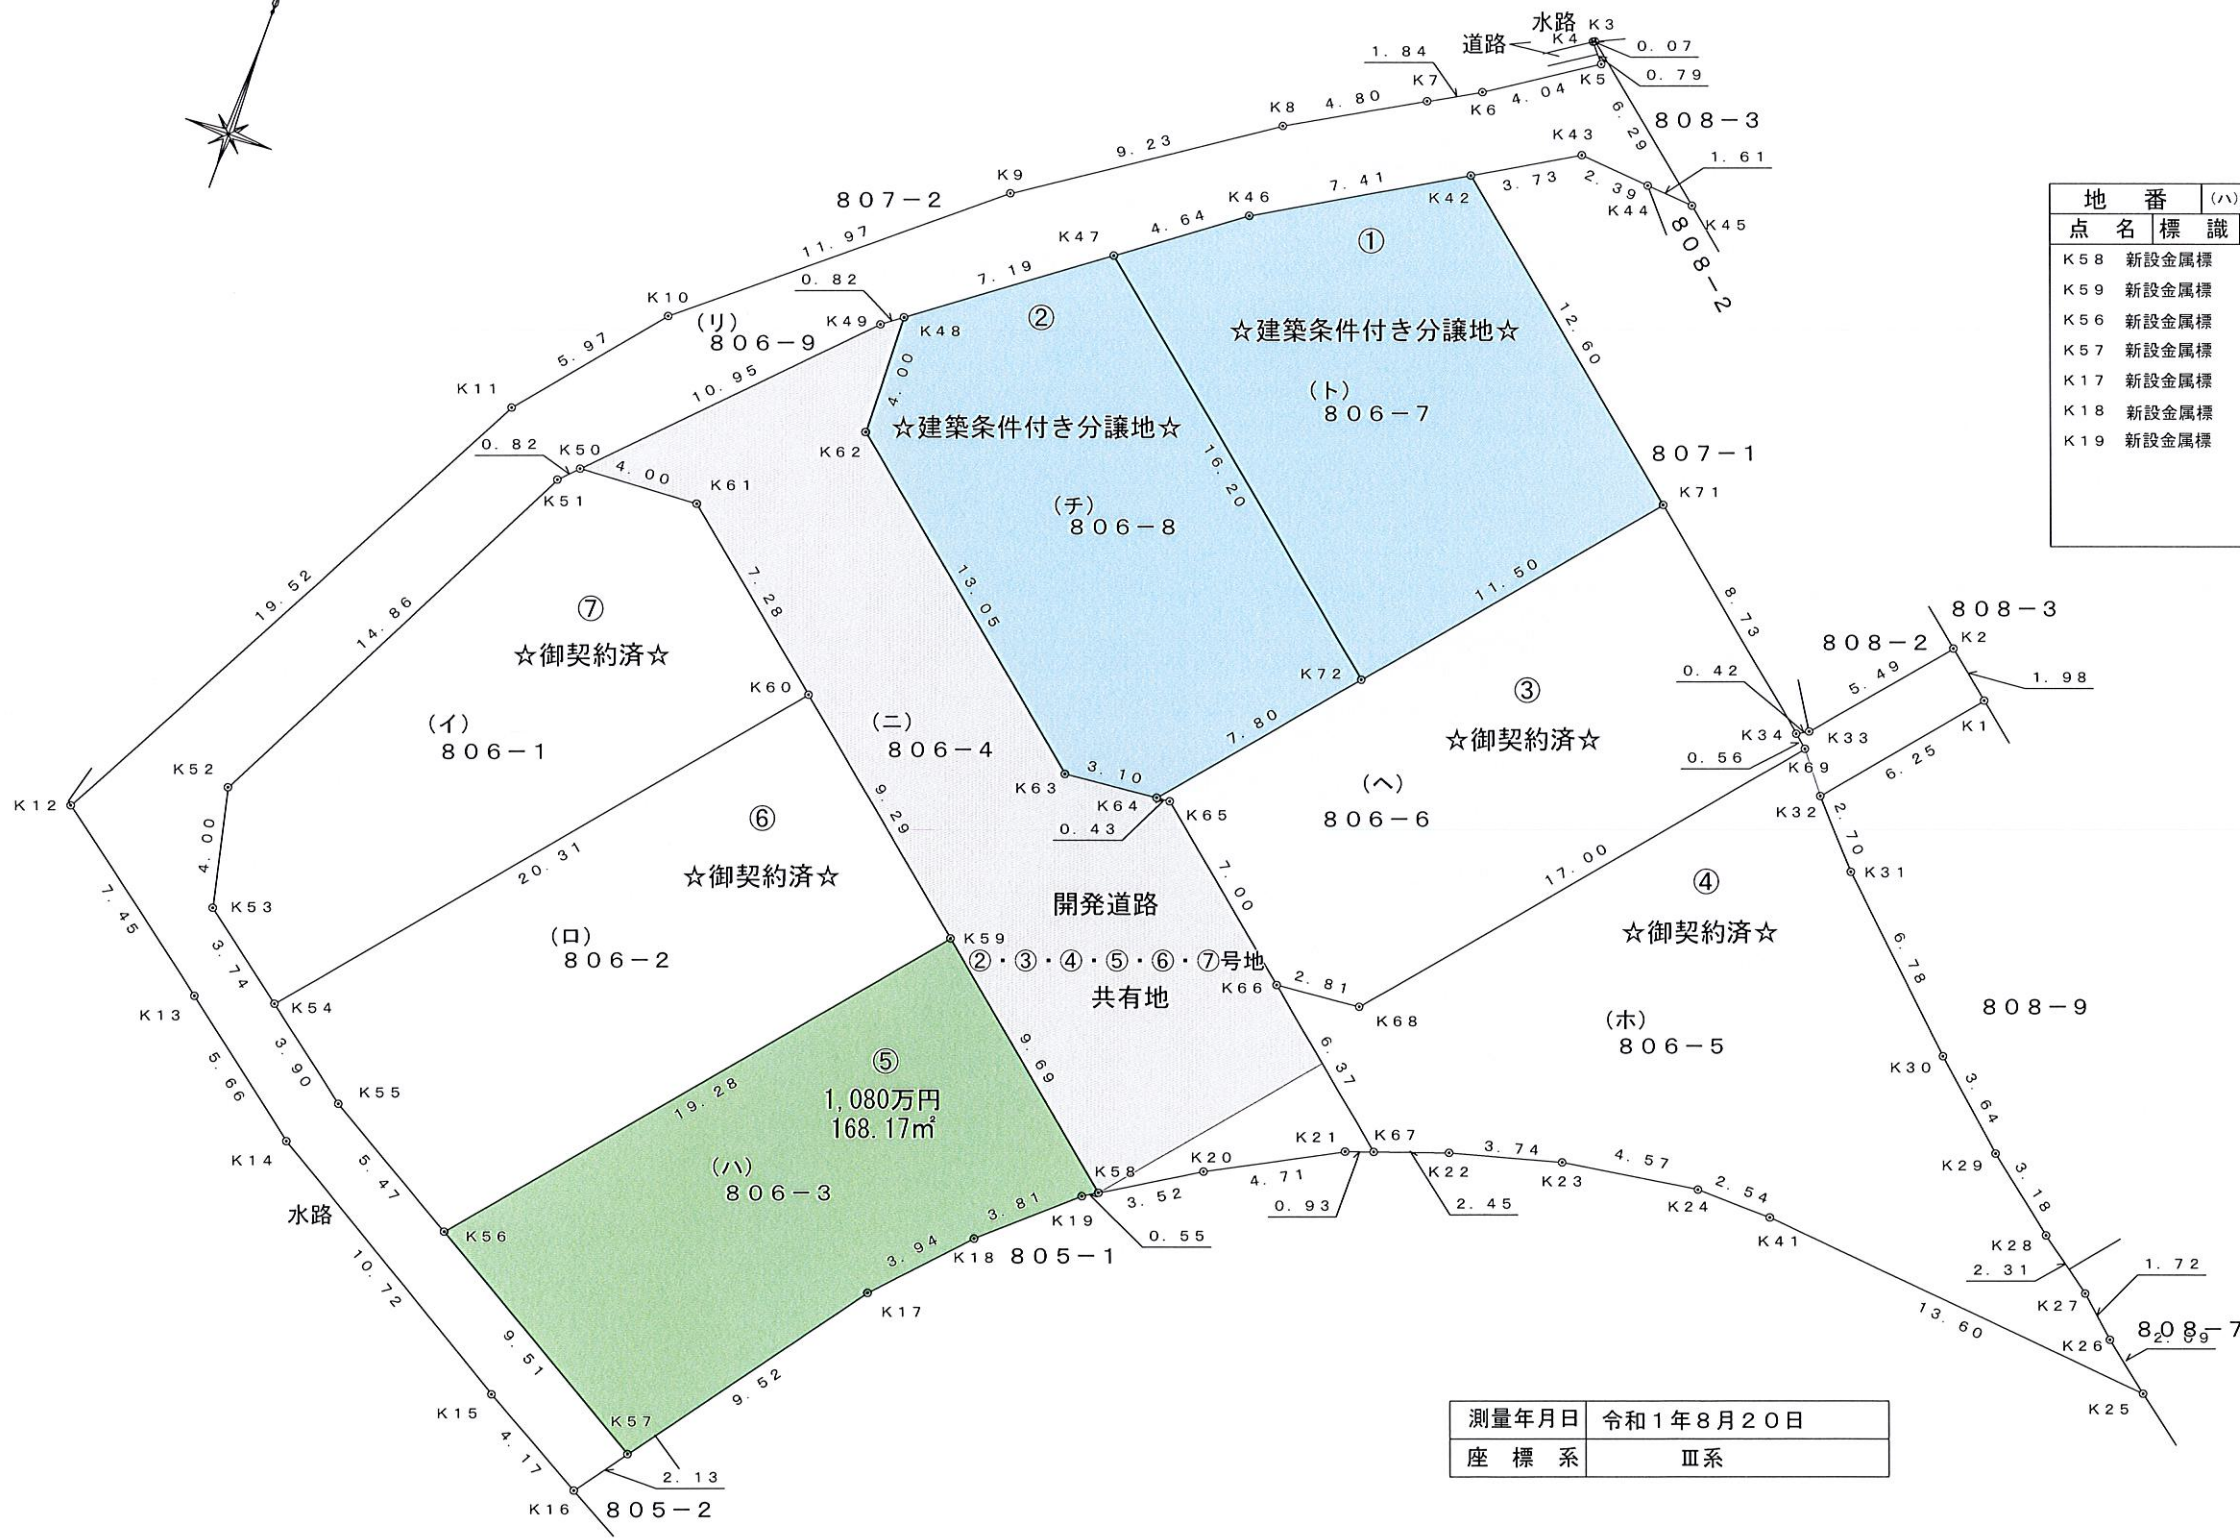 水路 K3
道路 K4
0.07
0.79
1.84
K7
K5
K6 4.04
K8 4.80
9.23
6.29
808-3
K43
1.61
K9
807-2
7.41
K42
3.73
2.39
K44
K45
808-2
K46
4.64
K47
11.97
①
7.19
0.82
K10
(リ)
806-9
K49
K48
②
☆建築条件付き分譲地☆
12.60
5.97
10.95
4.00
K11
(ト)
806-7
☆建築条件付き分譲地☆
K62
0.82
K50
4.00
K61
K51
16.20
807-1
K71
(チ)
806-8
11.50
7.28
13.05
19.52
14.86
⑦
☆御契約済☆
8.73
808-3
K2
808-2
5.49
1.98
K72
③
0.42
K60
(イ)
806-1
(ニ)
806-4
7.80
☆御契約済☆
K34
K33
K1
0.56
K69
6.25
K52
K12
3.10
K63
K64
K65
0.43
(ヘ)
806-6
K32
2.70
⑥
9.29
4.00
20.31
☆御契約済☆
17.00
7.00
K31
④
開発道路
☆御契約済☆
7.45
K53
3.74
(ロ)
806-2
K59
②・③・④・⑤・⑥・⑦号地
共有地
K66
2.81
K68
6.78
K13
K54
808-9
(ホ)
806-5
3.90
5.66
⑤
1,080万円
168.17㎡
9.69
6.37
19.28
K30
3.64
K55
K14
5.47
(ハ)
806-3
K21
K67
K20
4.71
K22
3.74
K23
4.57
2.54
K24
K41
K29
3.18
K58
3.52
0.93
2.45
3.81
K19
0.55
水路
K56
3.94
K18
805-1
K28
2.31
1.72
10.72
K17
K27
13.60
808-7
2.09
K26
9.51
9.52
K15
K57
4.17
2.13
K16
805-2
K25
地番 (ハ)
点名 標識
K58 新設金属標
K59 新設金属標
K56 新設金属標
K57 新設金属標
K17 新設金属標
K18 新設金属標
K19 新設金属標
測量年月日 令和1年8月20日
座標系 Ⅲ系